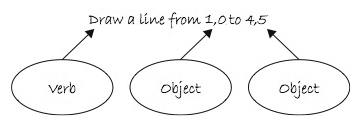 Draw a line from 1,0 to 4,5
Verb Object Object